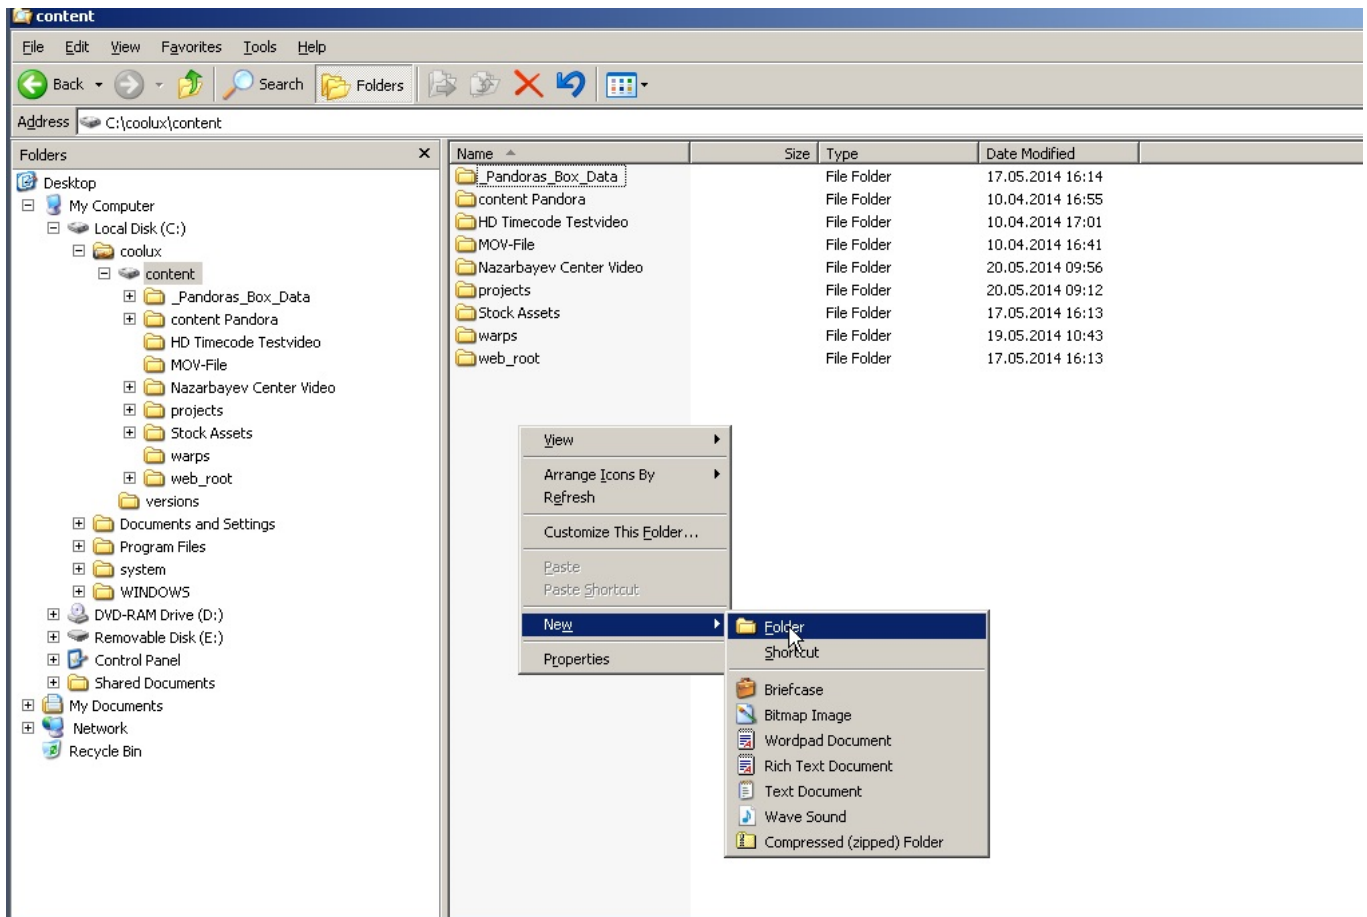 content
File Edit View Favorites Tools Help
Back Search Folders
Address C:\coolux\content
Folders
Desktop
My Computer
Local Disk (C:)
coolux
content
_Pandoras_Box_Data
content Pandora
HD Timecode Testvideo
MOV-File
Nazarbayev Center Video
projects
Stock Assets
warps
web_root
versions
Documents and Settings
Program Files
system
WINDOWS
DVD-RAM Drive (D:)
Removable Disk (E:)
Control Panel
Shared Documents
My Documents
Network
Recycle Bin
Name Size Type Date Modified
_Pandoras_Box_Data File Folder 17.05.2014 16:14
content Pandora File Folder 10.04.2014 16:55
HD Timecode Testvideo File Folder 10.04.2014 17:01
MOV-File File Folder 10.04.2014 16:41
Nazarbayev Center Video File Folder 20.05.2014 09:56
projects File Folder 20.05.2014 09:12
Stock Assets File Folder 17.05.2014 16:13
warps File Folder 19.05.2014 10:43
web_root File Folder 17.05.2014 16:13
View
Arrange Icons By
Refresh
Customize This Folder...
Paste
Paste Shortcut
New
Properties
Folder
Shortcut
Briefcase
Bitmap Image
Wordpad Document
Rich Text Document
Text Document
Wave Sound
Compressed (zipped) Folder